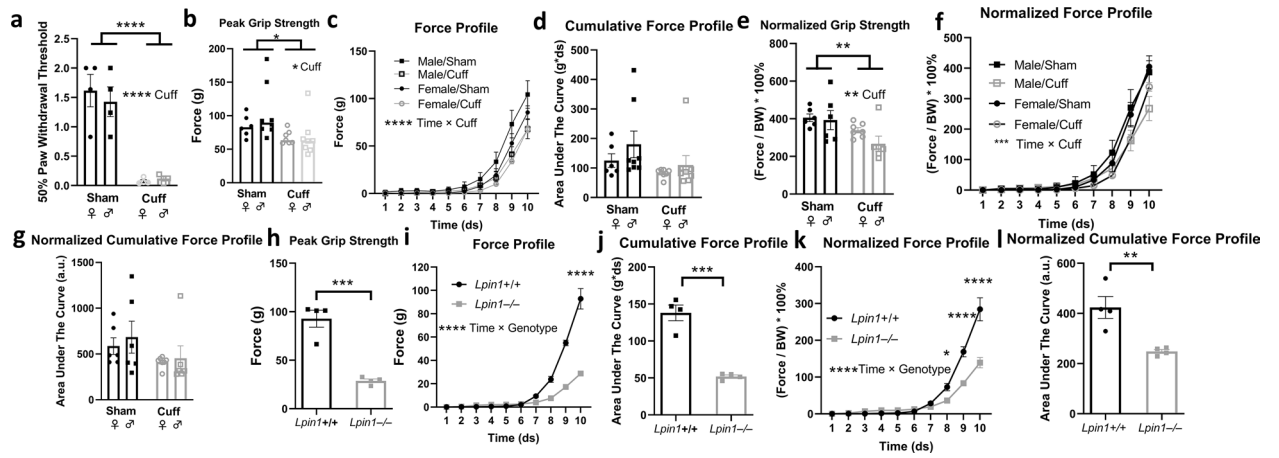 a
****
50% Paw Withdrawal Threshold
2.5
2.0
1.5
1.0
0.5
0.0
**** Cuff
Sham Cuff
♀ ♂ ♀ ♂
b
Peak Grip Strength
*
Force (g)
200
150
100
50
0
* Cuff
Sham Cuff
♀ ♂ ♀ ♂
c
Force Profile
Force (g)
200
150
100
50
0
Male/Sham
Male/Cuff
Female/Sham
Female/Cuff
**** Time × Cuff
1 2 3 4 5 6 7 8 9 10
Time (ds)
d
Cumulative Force Profile
Area Under The Curve (g*ds)
500
400
300
200
100
0
Sham Cuff
♀ ♂ ♀ ♂
e
Normalized Grip Strength
**
(Force / BW) * 100%
800
600
400
200
0
** Cuff
Sham Cuff
♀ ♂ ♀ ♂
f
Normalized Force Profile
(Force / BW) * 100%
400
300
200
100
0
Male/Sham
Male/Cuff
Female/Sham
Female/Cuff
*** Time × Cuff
1 2 3 4 5 6 7 8 9 10
Time (ds)
g
Normalized Cumulative Force Profile
Area Under The Curve (a.u.)
1500
1000
500
0
Sham Cuff
♀ ♂ ♀ ♂
h
Peak Grip Strength
***
Force (g)
150
100
50
0
Lpin1+/+ Lpin1–/–
i
Force Profile
Force (g)
120
100
80
60
40
20
0
Lpin1+/+
Lpin1–/–
**** Time × Genotype
****
1 2 3 4 5 6 7 8 9 10
Time (ds)
j
Cumulative Force Profile
Area Under The Curve (g*ds)
***
200
150
100
50
0
Lpin1+/+ Lpin1–/–
k
Normalized Force Profile
(Force / BW) * 100%
400
300
200
100
0
Lpin1+/+
Lpin1–/–
****Time × Genotype
*
****
****
1 2 3 4 5 6 7 8 9 10
Time (ds)
l
Normalized Cumulative Force Profile
Area Under The Curve (a.u.)
**
600
400
200
0
Lpin1+/+ Lpin1–/–